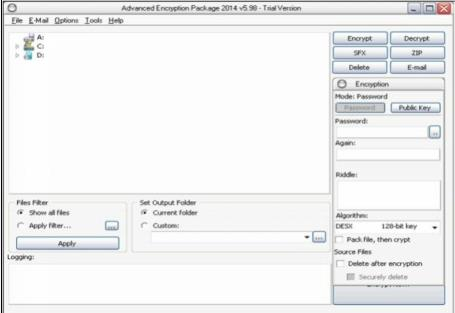 Advanced Encryption Package 2014 v5.98 - Trial Version
File E-Mail Options Tools Help
A:
C:
D:
Encrypt Decrypt
SFX ZIP
Delete E-mail
Encryption
Mode: Password
Password Public Key
Password:
Again:
Riddle:
Algorithm:
DESX 128-bit key
Pack file, then crypt
Source Files
Delete after encryption
Securely delete
Files Filter
Show all files
Apply filter... ...
Apply
Set Output Folder
Current folder
Custom:
...
Logging: